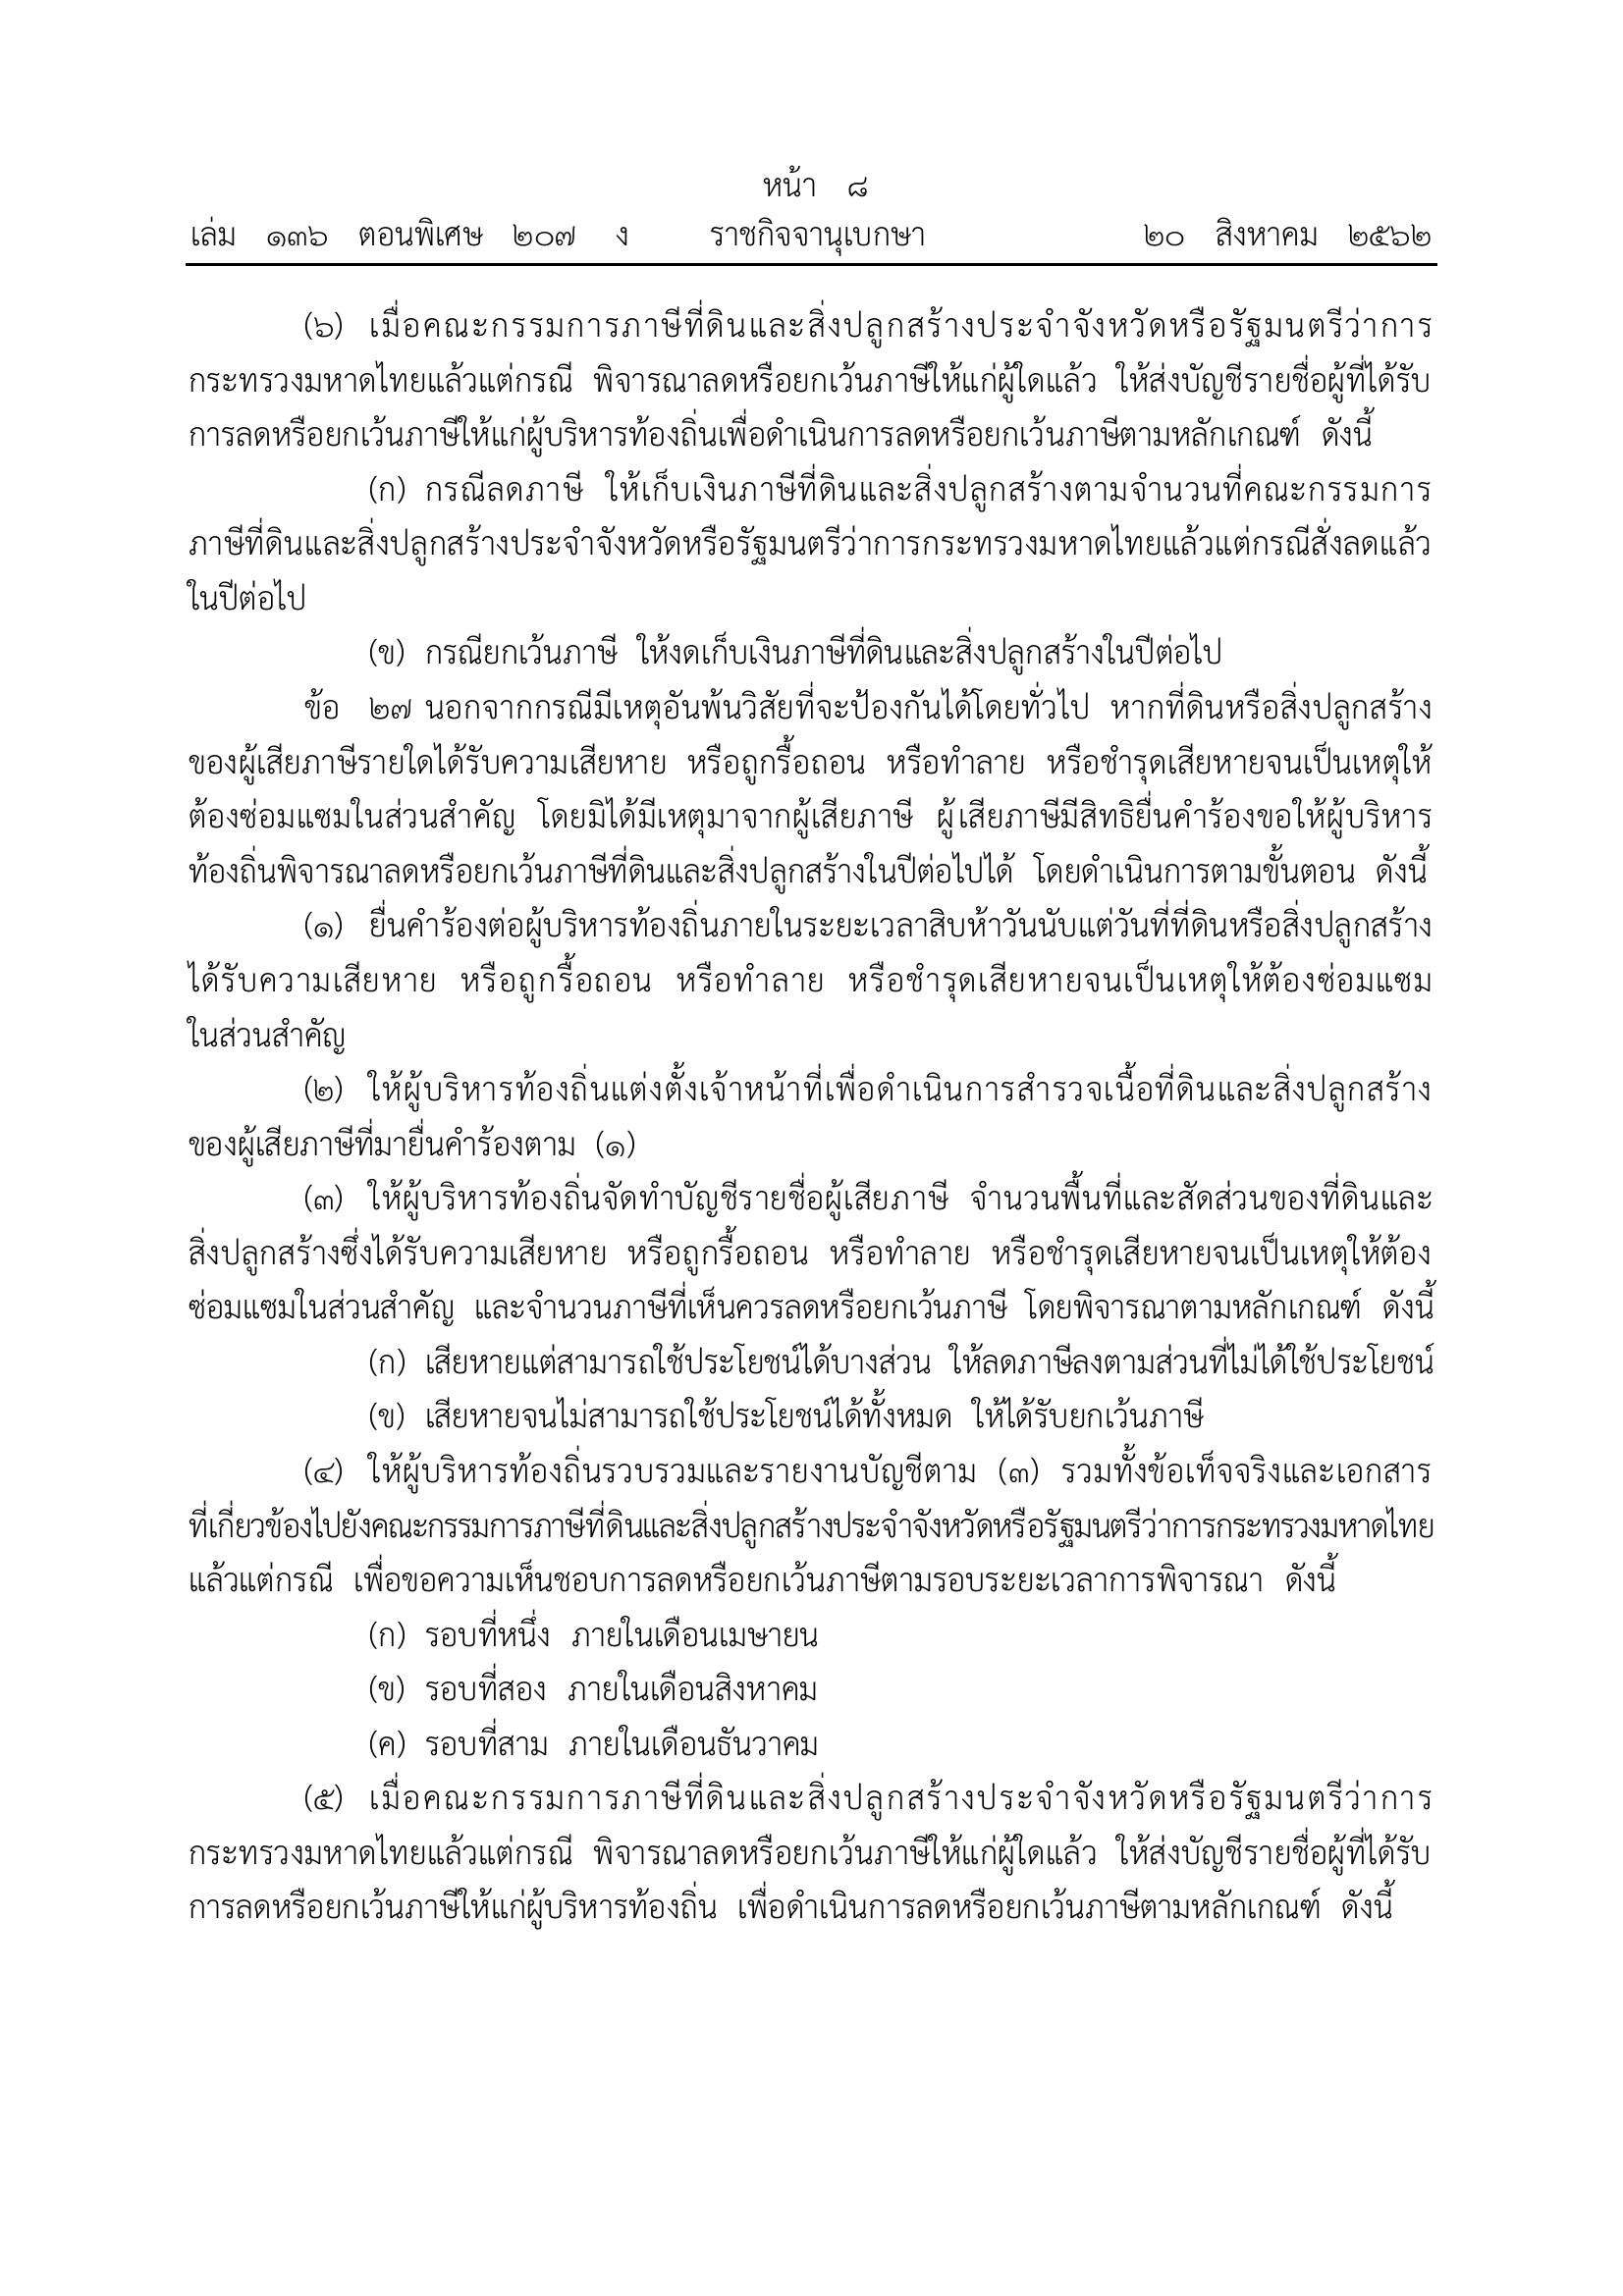 หน้า ๘
เล่ม ๑๓๖ ตอนพิเศษ ๒๐๗ ง ราชกิจจานุเบกษา ๒๐ สิงหาคม ๒๕๖๒
(๖) เมื่อคณะกรรมการภาษีที่ดินและสิ่งปลูกสร้างประจำจังหวัดหรือรัฐมนตรีว่าการ
กระทรวงมหาดไทยแล้วแต่กรณี พิจารณาลดหรือยกเว้นภาษีให้แก่ผู้ใดแล้ว ให้ส่งบัญชีรายชื่อผู้ที่ได้รับ
การลดหรือยกเว้นภาษีให้แก่ผู้บริหารท้องถิ่นเพื่อดำเนินการลดหรือยกเว้นภาษีตามหลักเกณฑ์ ดังนี้
(ก) กรณีลดภาษี ให้เก็บเงินภาษีที่ดินและสิ่งปลูกสร้างตามจำนวนที่คณะกรรมการ
ภาษีที่ดินและสิ่งปลูกสร้างประจำจังหวัดหรือรัฐมนตรีว่าการกระทรวงมหาดไทยแล้วแต่กรณีสั่งลดแล้ว
ในปีต่อไป
(ข) กรณียกเว้นภาษี ให้งดเก็บเงินภาษีที่ดินและสิ่งปลูกสร้างในปีต่อไป
ข้อ ๒๗ นอกจากกรณีมีเหตุอันพ้นวิสัยที่จะป้องกันได้โดยทั่วไป หากที่ดินหรือสิ่งปลูกสร้าง
ของผู้เสียภาษีรายใดได้รับความเสียหาย หรือถูกรื้อถอน หรือทำลาย หรือชำรุดเสียหายจนเป็นเหตุให้
ต้องซ่อมแซมในส่วนสำคัญ โดยมิได้มีเหตุมาจากผู้เสียภาษี ผู้เสียภาษีมีสิทธิยื่นคำร้องขอให้ผู้บริหาร
ท้องถิ่นพิจารณาลดหรือยกเว้นภาษีที่ดินและสิ่งปลูกสร้างในปีต่อไปได้ โดยดำเนินการตามขั้นตอน ดังนี้
(๑) ยื่นคำร้องต่อผู้บริหารท้องถิ่นภายในระยะเวลาสิบห้าวันนับแต่วันที่ที่ดินหรือสิ่งปลูกสร้าง
ได้รับความเสียหาย หรือถูกรื้อถอน หรือทำลาย หรือชำรุดเสียหายจนเป็นเหตุให้ต้องซ่อมแซม
ในส่วนสำคัญ
(๒) ให้ผู้บริหารท้องถิ่นแต่งตั้งเจ้าหน้าที่เพื่อดำเนินการสำรวจเนื้อที่ดินและสิ่งปลูกสร้าง
ของผู้เสียภาษีที่มายื่นคำร้องตาม (๑)
(๓) ให้ผู้บริหารท้องถิ่นจัดทำบัญชีรายชื่อผู้เสียภาษี จำนวนพื้นที่และสัดส่วนของที่ดินและ
สิ่งปลูกสร้างซึ่งได้รับความเสียหาย หรือถูกรื้อถอน หรือทำลาย หรือชำรุดเสียหายจนเป็นเหตุให้ต้อง
ซ่อมแซมในส่วนสำคัญ และจำนวนภาษีที่เห็นควรลดหรือยกเว้นภาษี โดยพิจารณาตามหลักเกณฑ์ ดังนี้
(ก) เสียหายแต่สามารถใช้ประโยชน์ได้บางส่วน ให้ลดภาษีลงตามส่วนที่ไม่ได้ใช้ประโยชน์
(ข) เสียหายจนไม่สามารถใช้ประโยชน์ได้ทั้งหมด ให้ได้รับยกเว้นภาษี
(๔) ให้ผู้บริหารท้องถิ่นรวบรวมและรายงานบัญชีตาม (๓) รวมทั้งข้อเท็จจริงและเอกสาร
ที่เกี่ยวข้องไปยังคณะกรรมการภาษีที่ดินและสิ่งปลูกสร้างประจำจังหวัดหรือรัฐมนตรีว่าการกระทรวงมหาดไทย
แล้วแต่กรณี เพื่อขอความเห็นชอบการลดหรือยกเว้นภาษีตามรอบระยะเวลาการพิจารณา ดังนี้
(ก) รอบที่หนึ่ง ภายในเดือนเมษายน
(ข) รอบที่สอง ภายในเดือนสิงหาคม
(ค) รอบที่สาม ภายในเดือนธันวาคม
(๕) เมื่อคณะกรรมการภาษีที่ดินและสิ่งปลูกสร้างประจำจังหวัดหรือรัฐมนตรีว่าการ
กระทรวงมหาดไทยแล้วแต่กรณี พิจารณาลดหรือยกเว้นภาษีให้แก่ผู้ใดแล้ว ให้ส่งบัญชีรายชื่อผู้ที่ได้รับ
การลดหรือยกเว้นภาษีให้แก่ผู้บริหารท้องถิ่น เพื่อดำเนินการลดหรือยกเว้นภาษีตามหลักเกณฑ์ ดังนี้